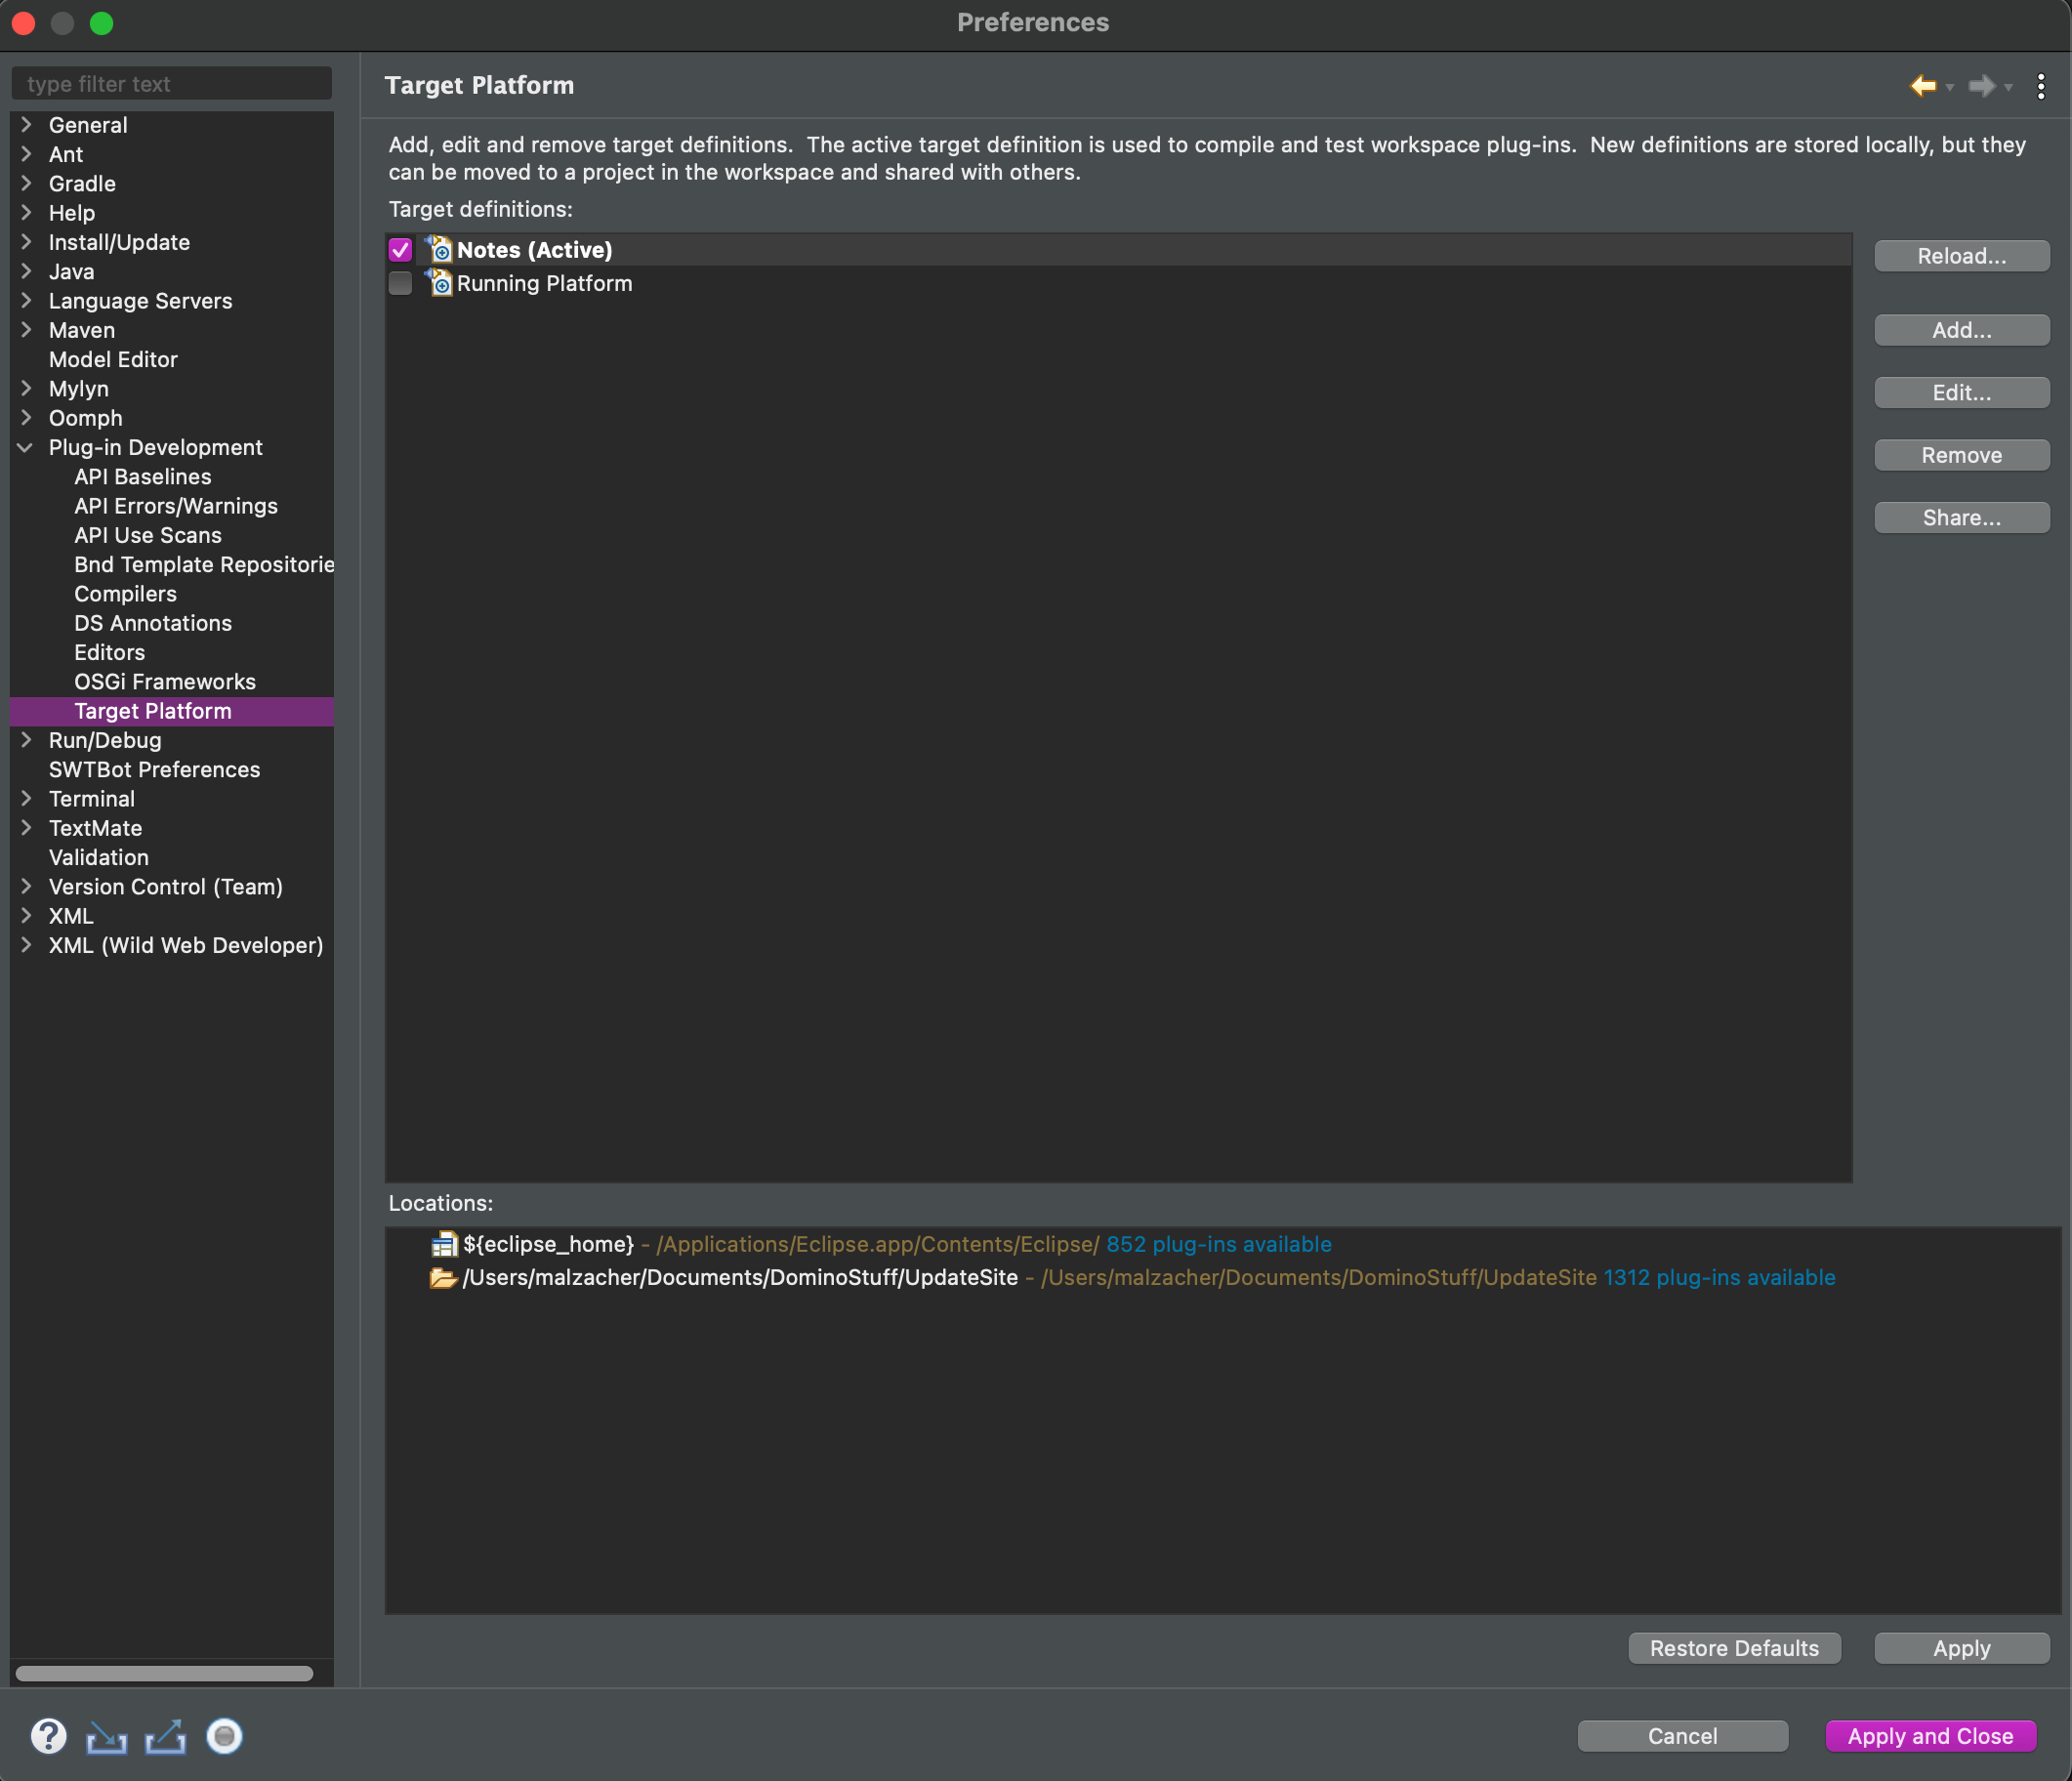 Preferences
type filter text
General
Ant
Gradle
Help
Install/Update
Java
Language Servers
Maven
Model Editor
Mylyn
Oomph
Plug-in Development
API Baselines
API Errors/Warnings
API Use Scans
Bnd Template Repositorie
Compilers
DS Annotations
Editors
OSGi Frameworks
Target Platform
Run/Debug
SWTBot Preferences
Terminal
TextMate
Validation
Version Control (Team)
XML
XML (Wild Web Developer)
Target Platform
Add, edit and remove target definitions.  The active target definition is used to compile and test workspace plug-ins.  New definitions are stored locally, but they
can be moved to a project in the workspace and shared with others.
Target definitions:
Notes (Active)
Running Platform
Reload...
Add...
Edit...
Remove
Share...
Locations:
${eclipse_home} - /Applications/Eclipse.app/Contents/Eclipse/ 852 plug-ins available
/Users/malzacher/Documents/DominoStuff/UpdateSite - /Users/malzacher/Documents/DominoStuff/UpdateSite 1312 plug-ins available
Restore Defaults
Apply
Cancel
Apply and Close